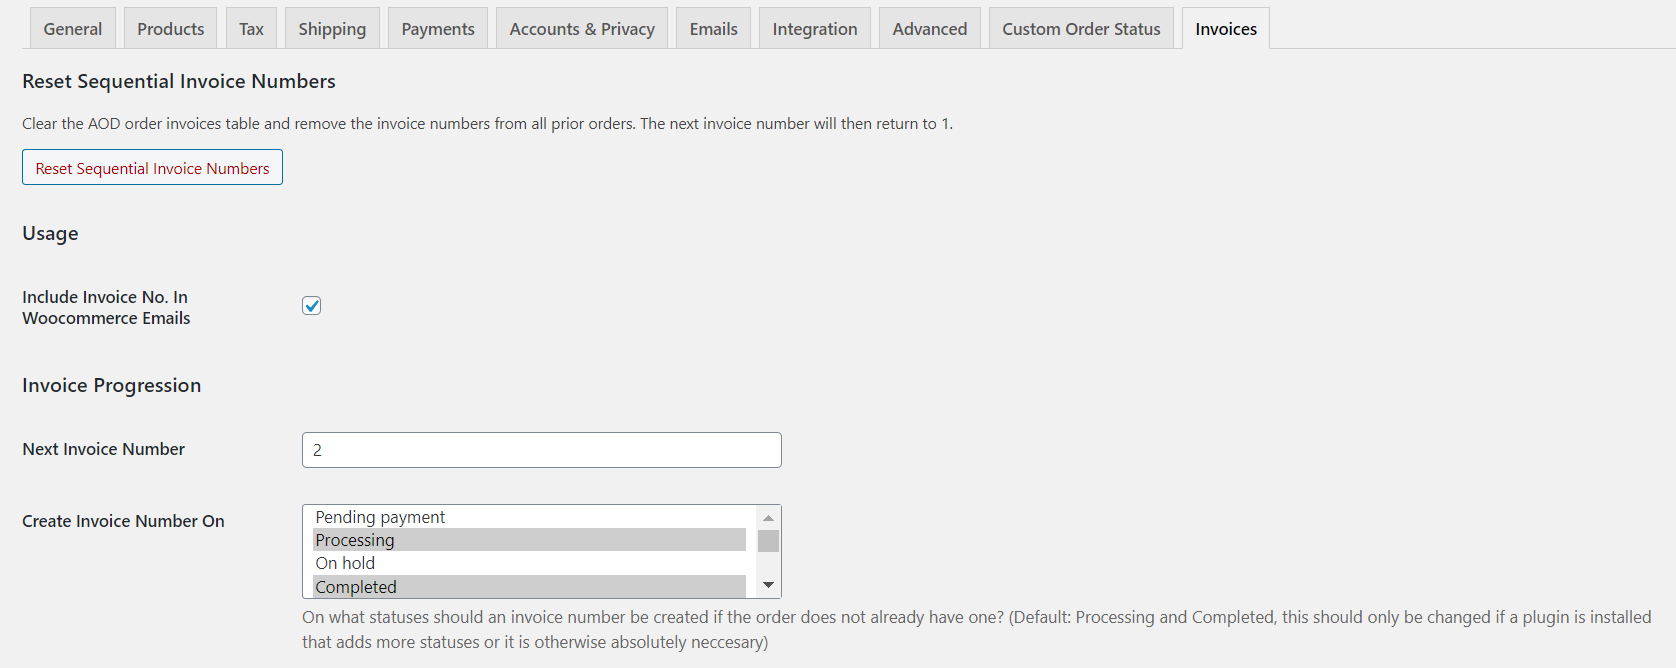 General Products Tax Shipping Payments Accounts & Privacy Emails Integration Advanced Custom Order Status Invoices
Reset Sequential Invoice Numbers
Clear the AOD order invoices table and remove the invoice numbers from all prior orders. The next invoice number will then return to 1.
Reset Sequential Invoice Numbers
Usage
Include Invoice No. In
Woocommerce Emails
Invoice Progression
Next Invoice Number 2
Create Invoice Number On
Pending payment
Processing
On hold
Completed
On what statuses should an invoice number be created if the order does not already have one? (Default: Processing and Completed, this should only be changed if a plugin is installed
that adds more statuses or it is otherwise absolutely neccesary)